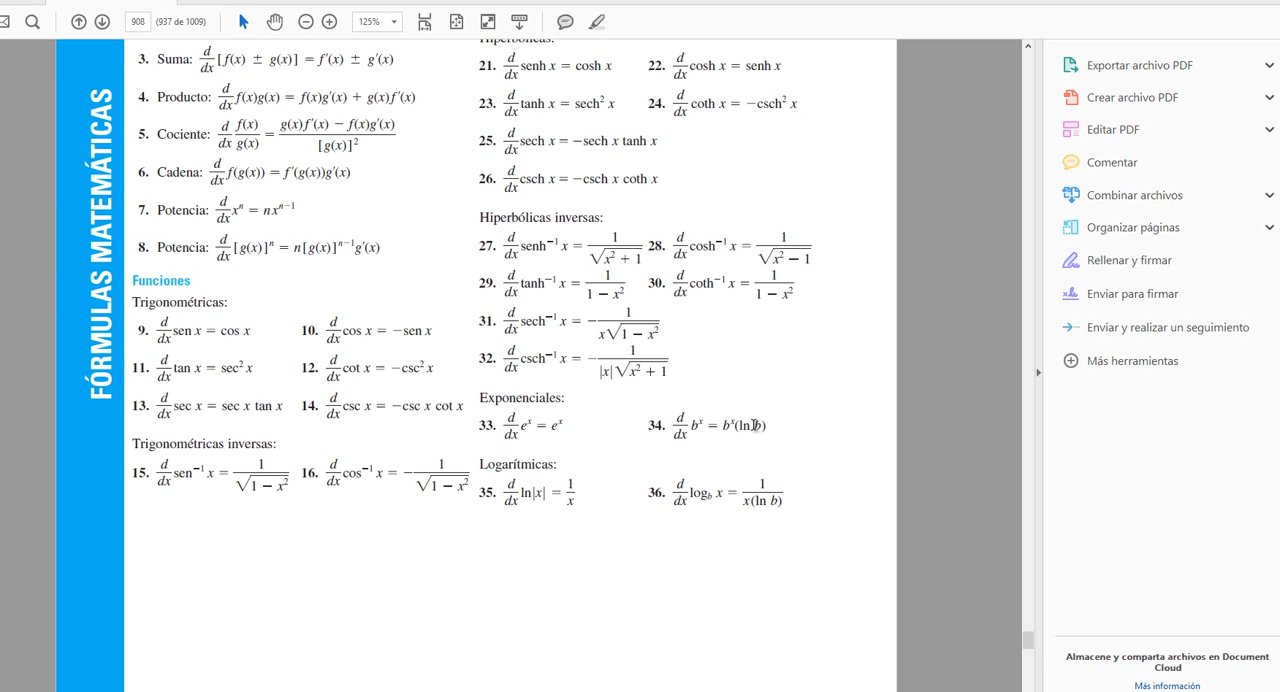 908 (937 de 1009) 125%
FÓRMULAS MATEMÁTICAS
3. Suma: d/dx [f(x) ± g(x)] = f′(x) ± g′(x)
4. Producto: d/dx f(x)g(x) = f(x)g′(x) + g(x)f′(x)
5. Cociente: d/dx f(x)/g(x) = (g(x)f′(x) − f(x)g′(x))/[g(x)]²
6. Cadena: d/dx f(g(x)) = f′(g(x))g′(x)
7. Potencia: d/dx xⁿ = nxⁿ⁻¹
8. Potencia: d/dx [g(x)]ⁿ = n[g(x)]ⁿ⁻¹g′(x)
Funciones
Trigonométricas:
9. d/dx sen x = cos x
10. d/dx cos x = −sen x
11. d/dx tan x = sec² x
12. d/dx cot x = −csc² x
13. d/dx sec x = sec x tan x
14. d/dx csc x = −csc x cot x
Trigonométricas inversas:
15. d/dx sen⁻¹ x = 1/√(1 − x²)
16. d/dx cos⁻¹ x = −1/√(1 − x²)
Hiperbólicas:
21. d/dx senh x = cosh x
22. d/dx cosh x = senh x
23. d/dx tanh x = sech² x
24. d/dx coth x = −csch² x
25. d/dx sech x = −sech x tanh x
26. d/dx csch x = −csch x coth x
Hiperbólicas inversas:
27. d/dx senh⁻¹ x = 1/√(x² + 1)
28. d/dx cosh⁻¹ x = 1/√(x² − 1)
29. d/dx tanh⁻¹ x = 1/(1 − x²)
30. d/dx coth⁻¹ x = 1/(1 − x²)
31. d/dx sech⁻¹ x = −1/(x√(1 − x²))
32. d/dx csch⁻¹ x = −1/(|x|√(x² + 1))
Exponenciales:
33. d/dx eˣ = eˣ
34. d/dx bˣ = bˣ(ln b)
Logarítmicas:
35. d/dx ln|x| = 1/x
36. d/dx log_b x = 1/(x(ln b))
Exportar archivo PDF
Crear archivo PDF
Editar PDF
Comentar
Combinar archivos
Organizar páginas
Rellenar y firmar
Enviar para firmar
Enviar y realizar un seguimiento
Más herramientas
Almacene y comparta archivos en Document
Cloud
Más información